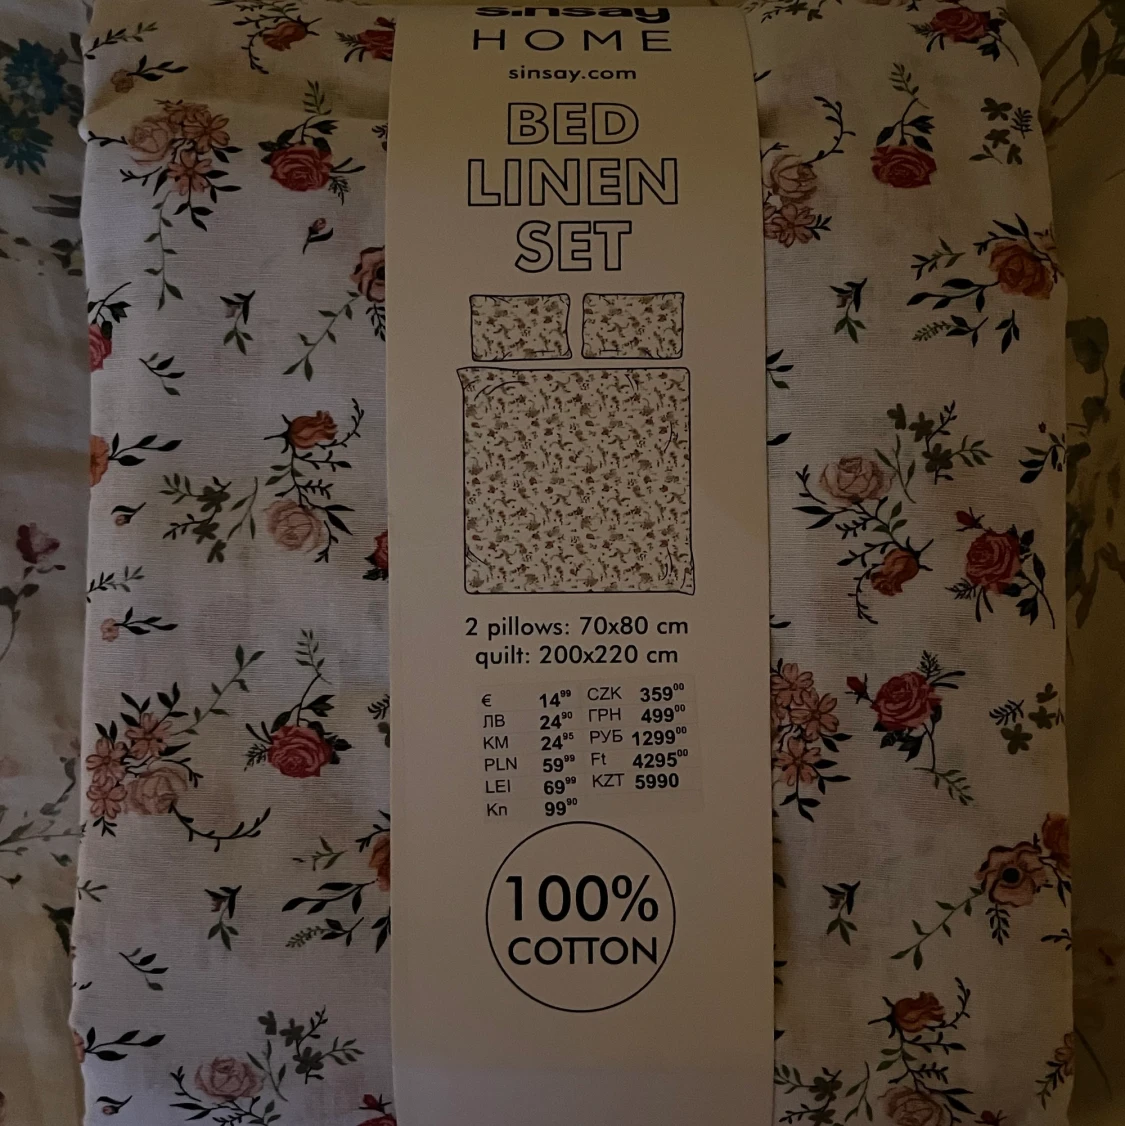 sinsay
HOME
sinsay.com
BED
LINEN
SET
2 pillows: 70x80 cm
quilt: 200x220 cm
€ 14⁹⁹ CZK 359⁰⁰
ЛВ 24⁹⁰ ГРН 499⁰⁰
KM 24⁹⁵ РУБ 1299⁰⁰
PLN 59⁹⁹ Ft 4295⁰⁰
LEI 69⁹⁹ KZT 5990
Kn 99⁹⁰
100%
COTTON